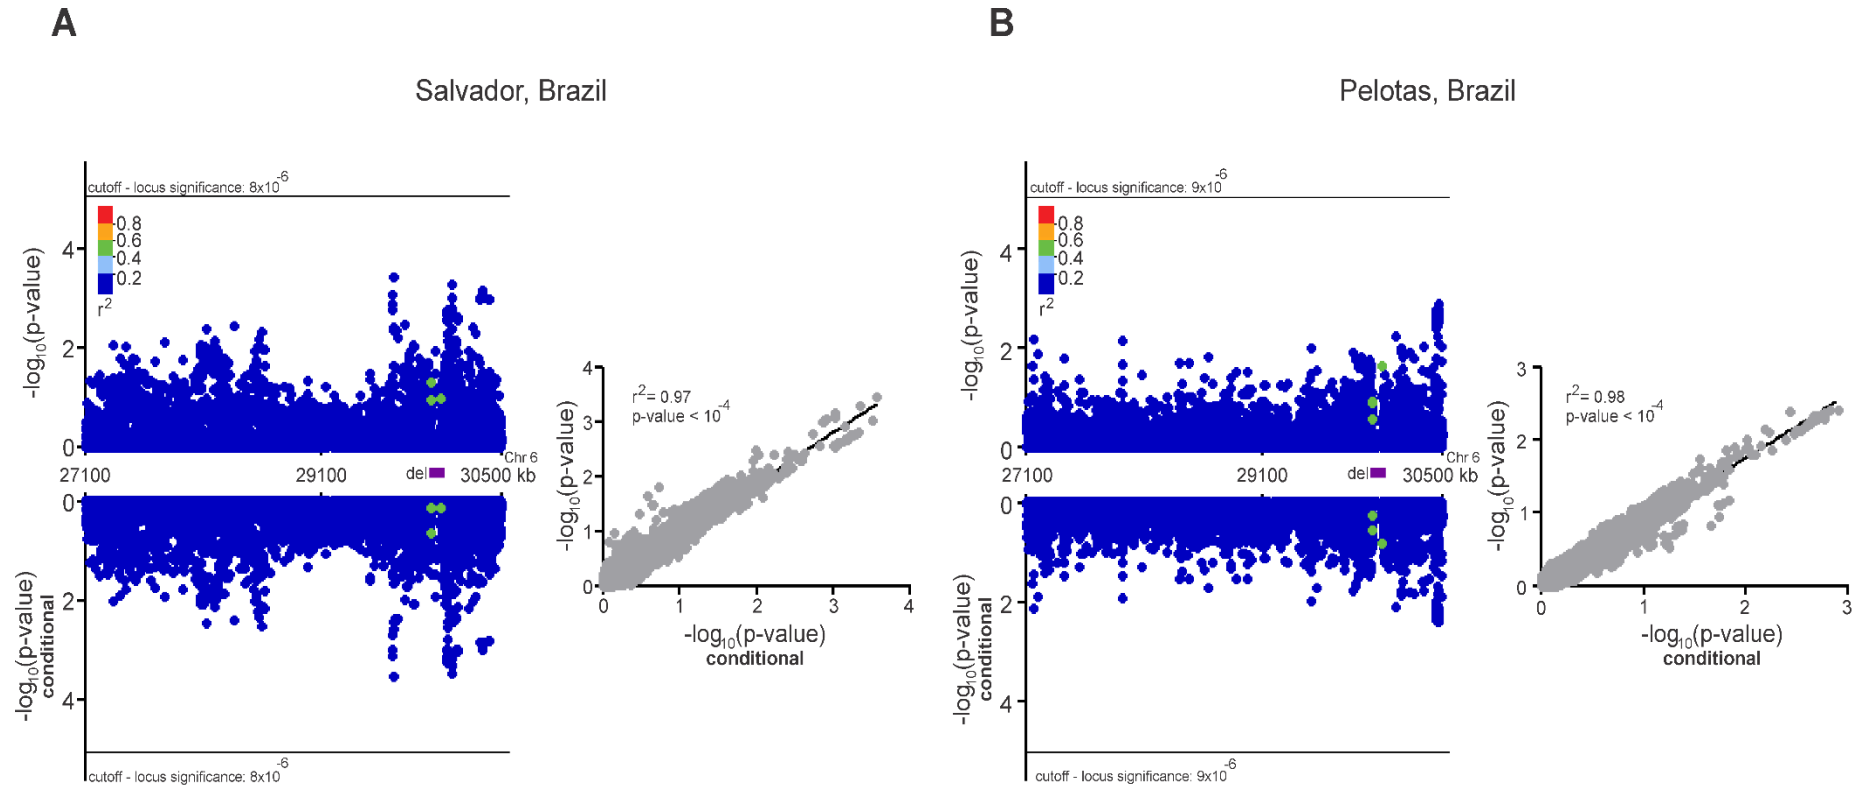 A
Salvador, Brazil
cutoff - locus significance: 8x10-6
0.8
0.6
0.4
0.2
r2
-log10(p-value)
4
2
0
27100
29100
del
Chr 6
30500 kb
0
2
4
-log10(p-value)
conditional
cutoff - locus significance: 8x10-6
r2= 0.97
p-value < 10-4
-log10(p-value)
4
3
2
1
0
0
1
2
3
4
-log10(p-value)
conditional
B
Pelotas, Brazil
cutoff - locus significance: 9x10-6
0.8
0.6
0.4
0.2
r2
-log10(p-value)
4
2
0
27100
29100
del
Chr 6
30500 kb
0
2
4
-log10(p-value)
conditional
cutoff - locus significance: 9x10-6
r2= 0.98
p-value < 10-4
-log10(p-value)
3
2
1
0
0
1
2
3
-log10(p-value)
conditional